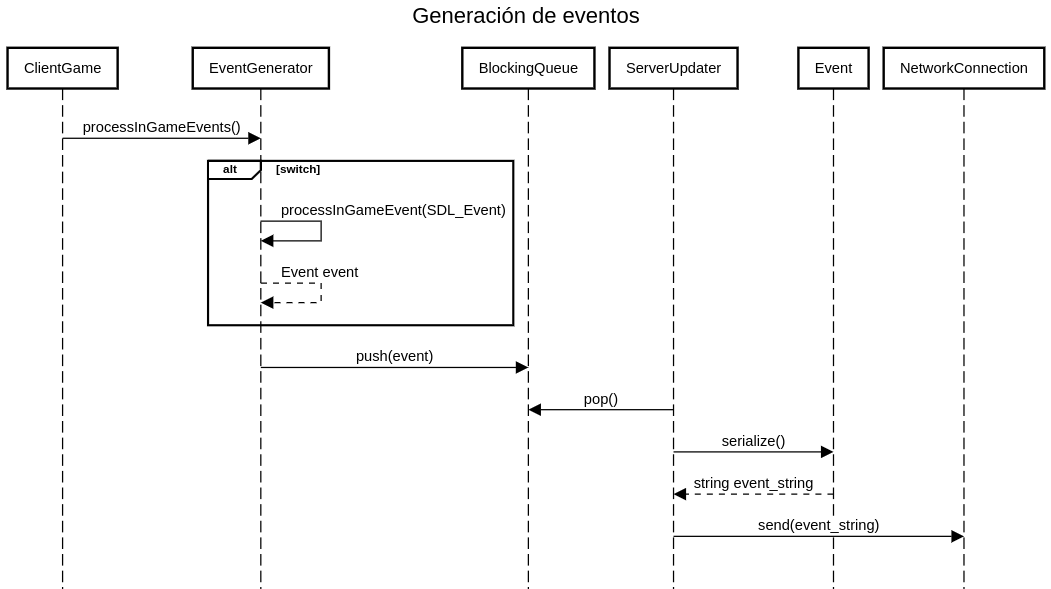 Generación de eventos
ClientGame
EventGenerator
BlockingQueue
ServerUpdater
Event
NetworkConnection
processInGameEvents()
alt
[switch]
processInGameEvent(SDL_Event)
Event event
push(event)
pop()
serialize()
string event_string
send(event_string)